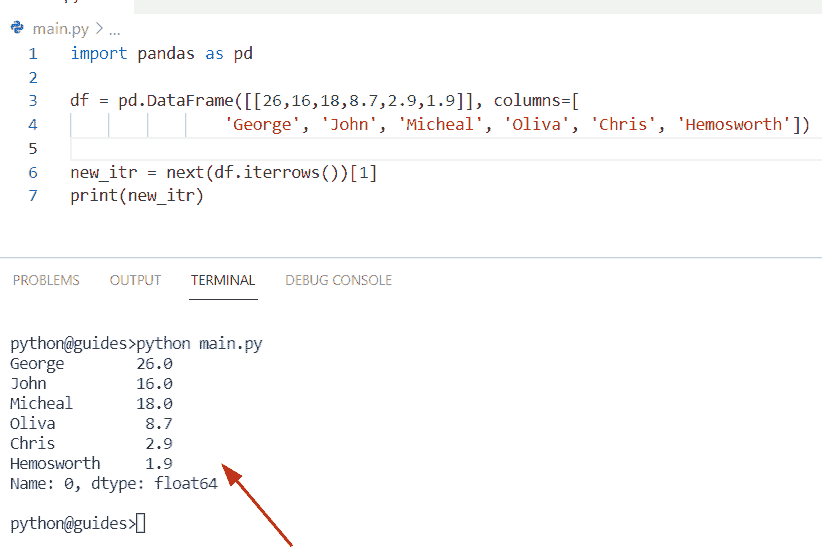 main.py > ...
1 import pandas as pd
2
3 df = pd.DataFrame([[26,16,18,8.7,2.9,1.9]], columns=[
4 'George', 'John', 'Micheal', 'Oliva', 'Chris', 'Hemosworth'])
5
6 new_itr = next(df.iterrows())[1]
7 print(new_itr)
PROBLEMS OUTPUT TERMINAL DEBUG CONSOLE
python@guides>python main.py
George 26.0
John 16.0
Micheal 18.0
Oliva 8.7
Chris 2.9
Hemosworth 1.9
Name: 0, dtype: float64
python@guides>